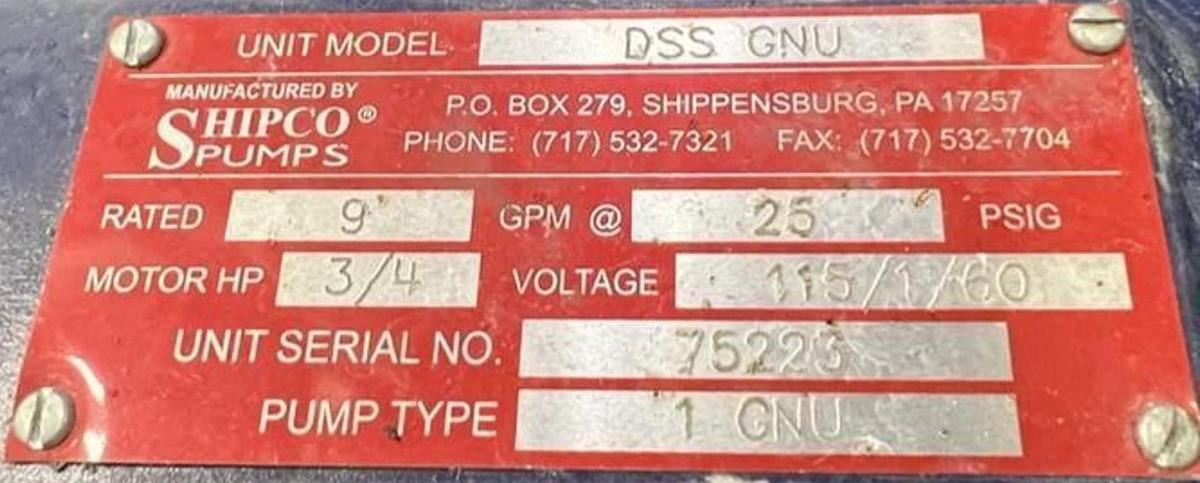 UNIT MODEL DSS GNU
MANUFACTURED BY
SHIPCO®
PUMPS
P.O. BOX 279, SHIPPENSBURG, PA 17257
PHONE: (717) 532-7321 FAX: (717) 532-7704
RATED 9 GPM @ 25 PSIG
MOTOR HP 3/4 VOLTAGE 115/1/60
UNIT SERIAL NO. 75223
PUMP TYPE 1 GNU